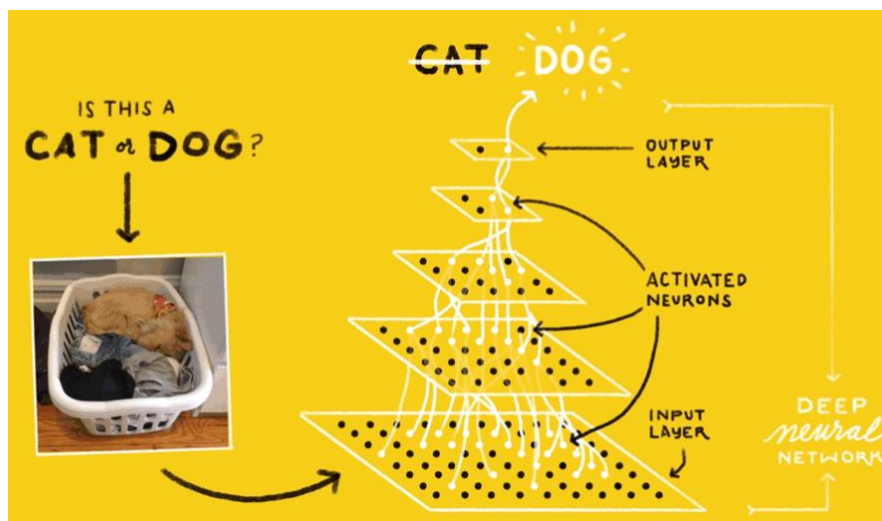 IS THIS A
CAT or DOG?
CAT DOG
OUTPUT
LAYER
ACTIVATED
NEURONS
INPUT
LAYER
DEEP
neural
NETWORK